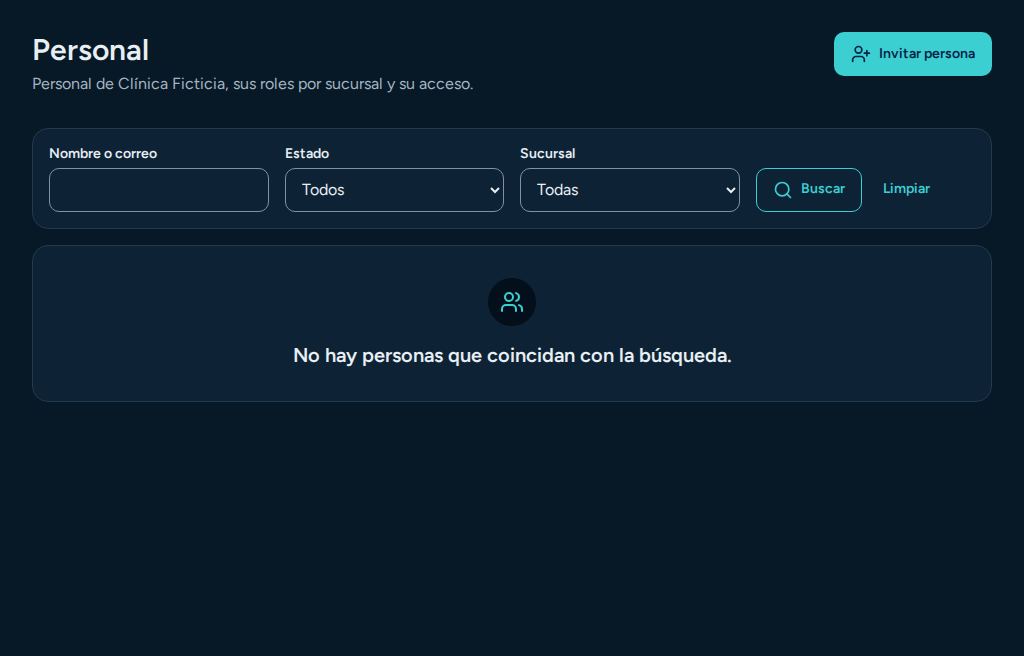 Personal
Invitar persona
Personal de Clínica Ficticia, sus roles por sucursal y su acceso.
Nombre o correo
Estado
Sucursal
Todos
Todas
Buscar
Limpiar
No hay personas que coincidan con la búsqueda.